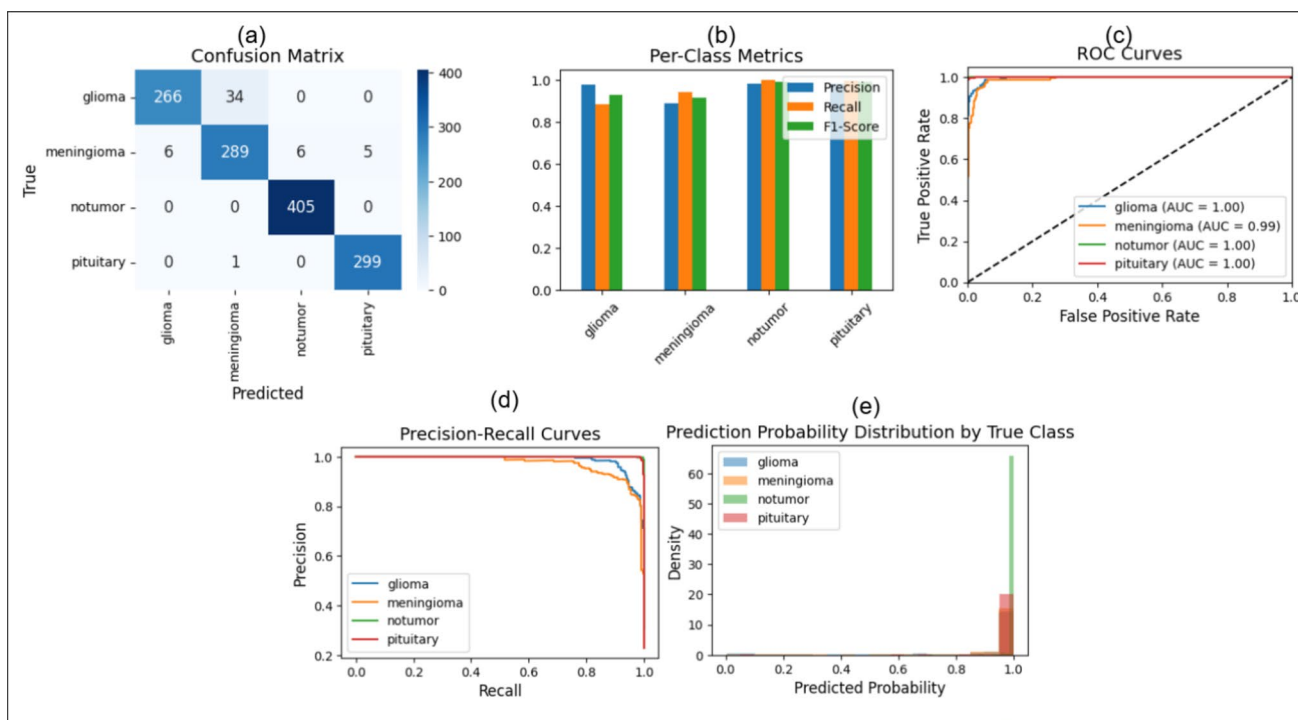 (a)
Confusion Matrix
True
glioma 266 34 0 0
meningioma 6 289 6 5
notumor 0 0 405 0
pituitary 0 1 0 299
glioma meningioma notumor pituitary
Predicted
400
300
200
100
0
(b)
Per-Class Metrics
1.0
0.8
0.6
0.4
0.2
0.0
Precision
Recall
F1-Score
glioma meningioma notumor pituitary
(c)
ROC Curves
True Positive Rate
1.0
0.8
0.6
0.4
0.2
0.0
glioma (AUC = 1.00)
meningioma (AUC = 0.99)
notumor (AUC = 1.00)
pituitary (AUC = 1.00)
0.0 0.2 0.4 0.6 0.8 1.0
False Positive Rate
(d)
Precision-Recall Curves
Precision
1.0
0.8
0.6
0.4
0.2
glioma
meningioma
notumor
pituitary
0.0 0.2 0.4 0.6 0.8 1.0
Recall
(e)
Prediction Probability Distribution by True Class
Density
60
50
40
30
20
10
0
glioma
meningioma
notumor
pituitary
0.0 0.2 0.4 0.6 0.8 1.0
Predicted Probability